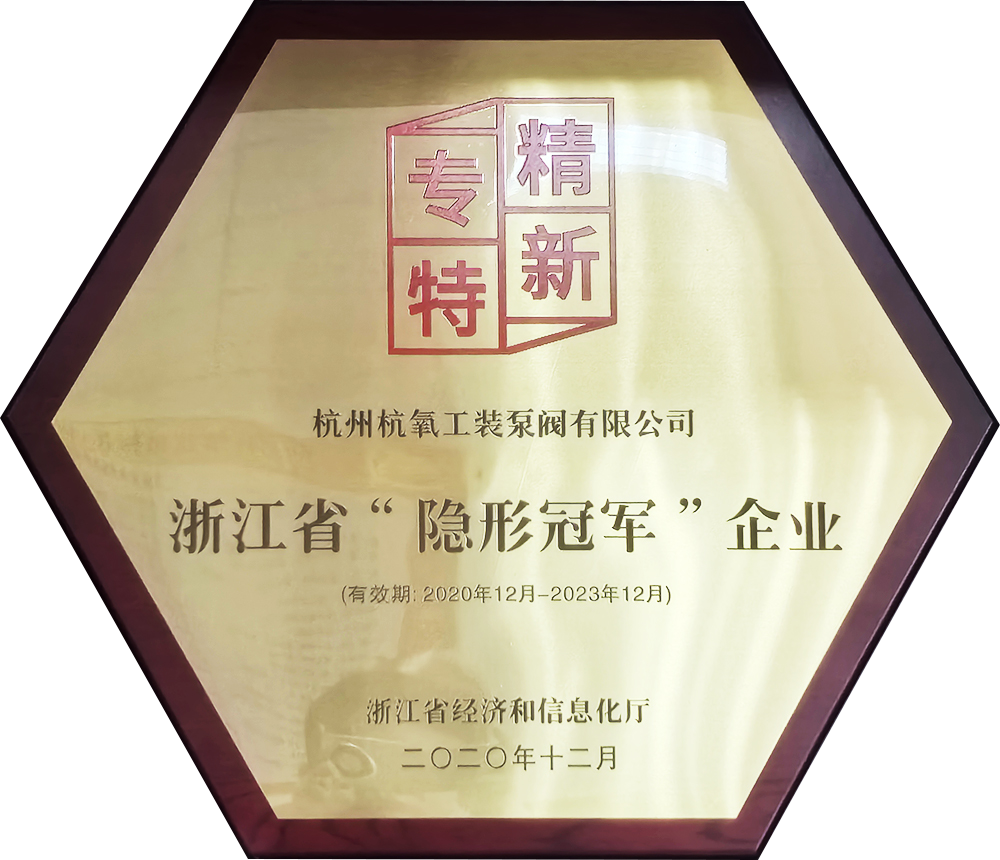 专精
特新
杭州杭氧工装泵阀有限公司
浙江省“隐形冠军”企业
(有效期: 2020年12月-2023年12月)
浙江省经济和信息化厅
二〇二〇年十二月